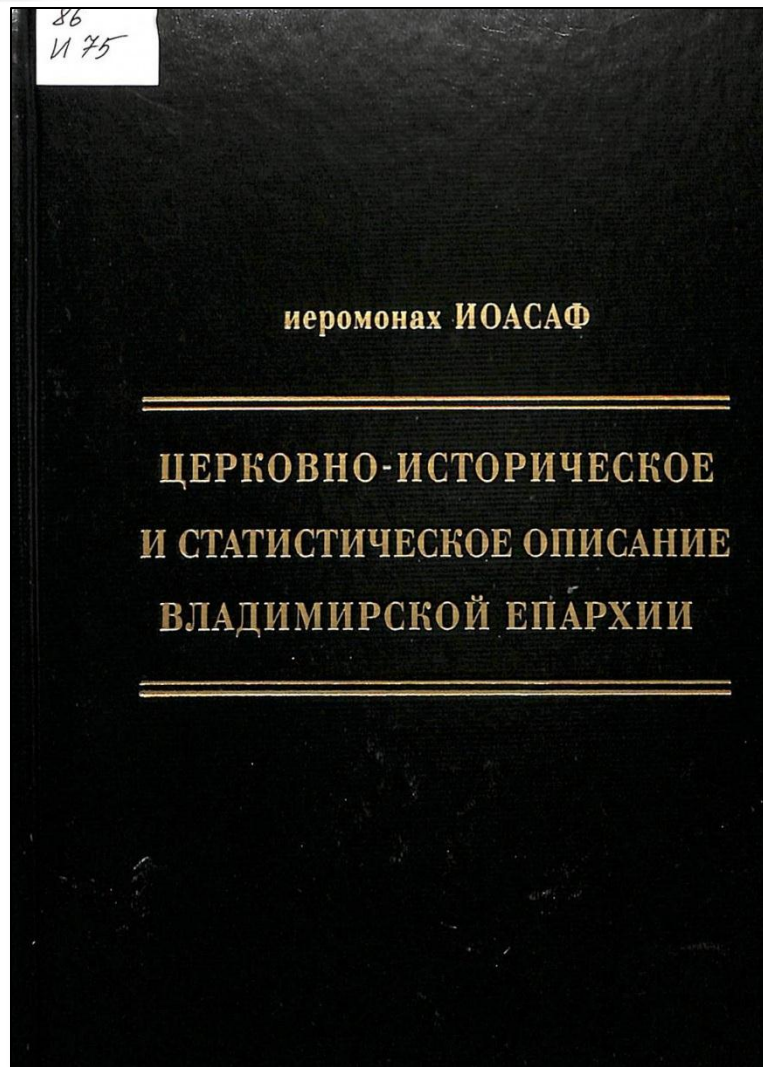 86
И 75
иеромонах ИОАСАФ
ЦЕРКОВНО-ИСТОРИЧЕСКОЕ
И СТАТИСТИЧЕСКОЕ ОПИСАНИЕ
ВЛАДИМИРСКОЙ ЕПАРХИИ